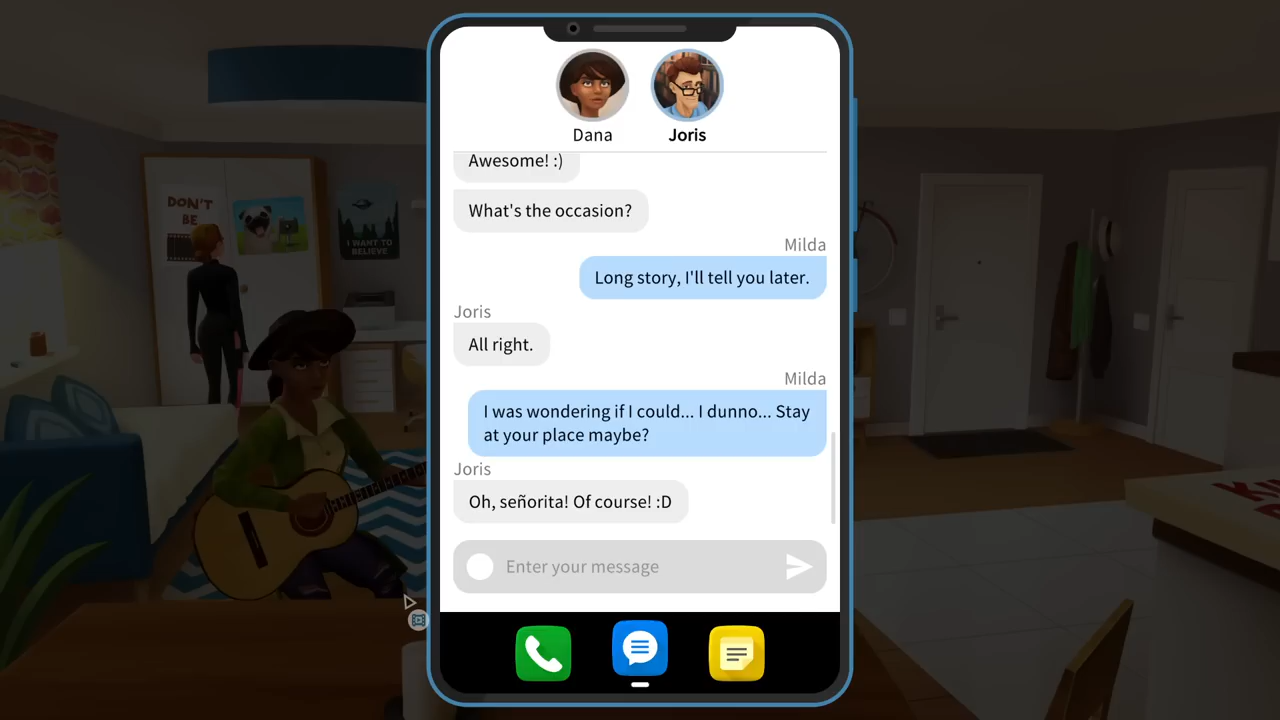 Dana
Joris
Awesome! :)
What's the occasion?
Milda
Long story, I'll tell you later.
Joris
All right.
Milda
I was wondering if I could... I dunno... Stay
at your place maybe?
Joris
Oh, señorita! Of course! :D
Enter your message
DON'T
BE
I WANT TO
BELIEVE